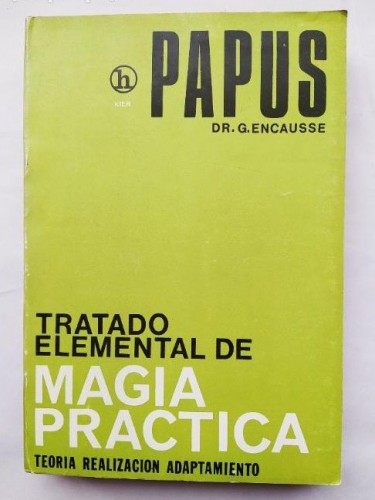 PAPUS
h
KIER
DR. G. ENCAUSSE
TRATADO
ELEMENTAL DE
MAGIA
PRACTICA
TEORIA REALIZACION ADAPTAMIENTO